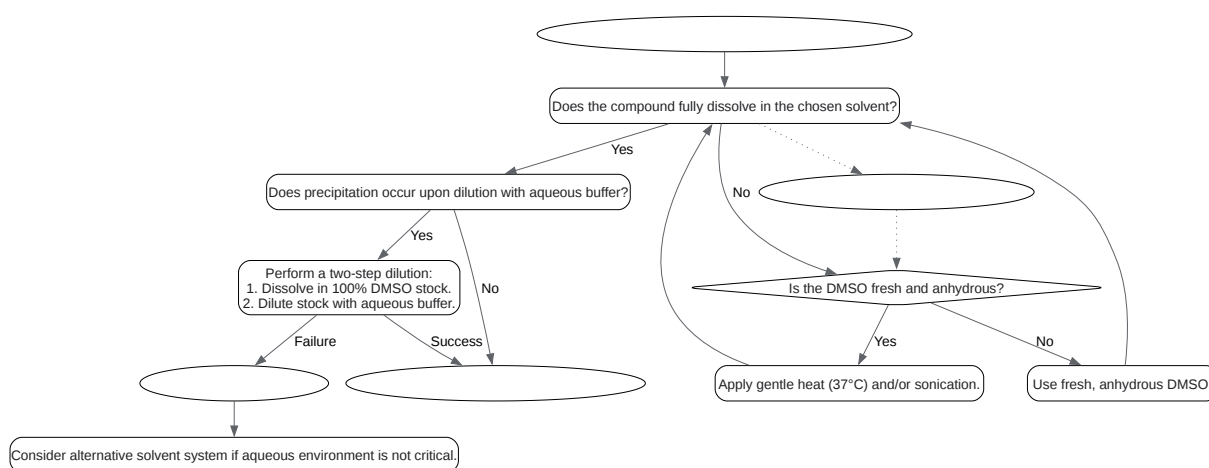 Does the compound fully dissolve in the chosen solvent?
Yes
Does precipitation occur upon dilution with aqueous buffer?
No
Yes
Perform a two-step dilution:
1. Dissolve in 100% DMSO stock.
2. Dilute stock with aqueous buffer.
No
Is the DMSO fresh and anhydrous?
Failure
Success
Yes
No
Apply gentle heat (37°C) and/or sonication.
Use fresh, anhydrous DMSO
Consider alternative solvent system if aqueous environment is not critical.